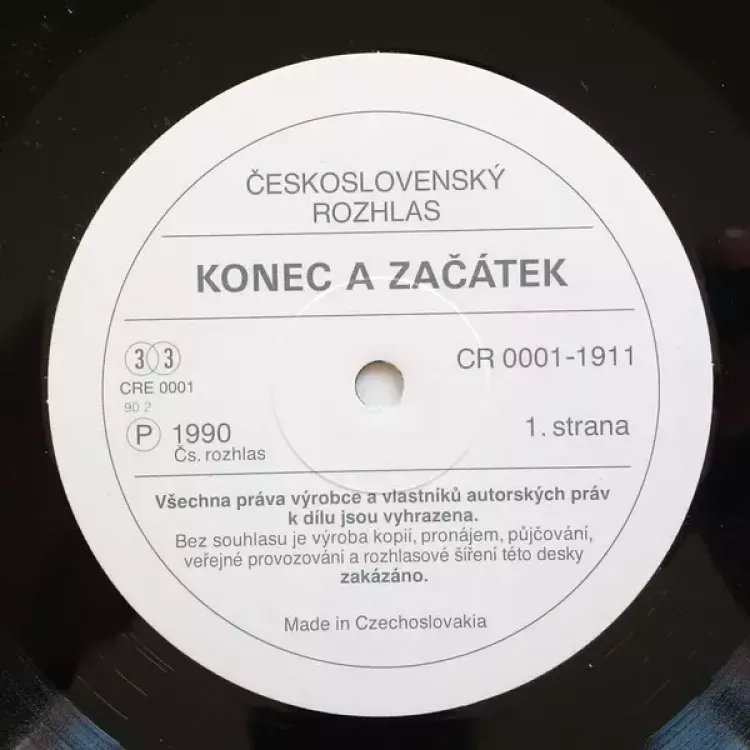 ČESKOSLOVENSKÝ
ROZHLAS
KONEC A ZAČÁTEK
33
CR 0001-1911
CRE 0001
90 2
P 1990
1. strana
Čs. rozhlas
Všechna práva výrobce a vlastníků autorských práv
k dílu jsou vyhrazena.
Bez souhlasu je výroba kopií, pronájem, půjčování,
veřejné provozování a rozhlasové šíření této desky
zakázáno.
Made in Czechoslovakia